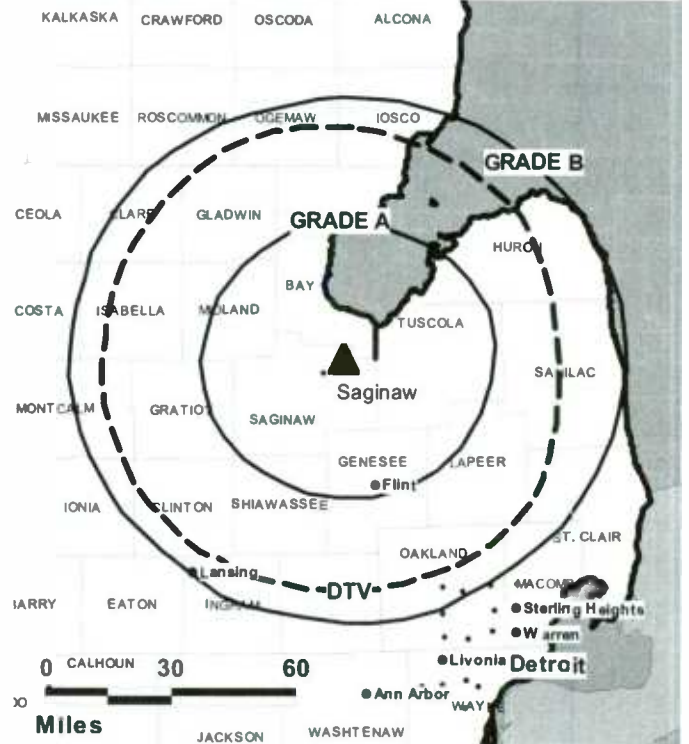 KALKASKA CRAWFORD OSCODA ALCONA
MISSAUKEE ROSCOMMON OGEMAW IOSCO
GRADE B
CEOLA CLARE GLADWIN GRADE A
HURON
BAY
COSTA ISABELLA MIDLAND TUSCOLA
SANILAC
Saginaw
MONTCALM GRATIOT SAGINAW
GENESEE LAPEER
Flint
IONIA CLINTON SHIAWASSEE
ST. CLAIR
OAKLAND
Lansing
DTV
MACOMB
BARRY EATON INGHAM Sterling Heights
Warren
0 CALHOUN 30 60 Livonia Detroit
Ann Arbor WAYNE
Miles
JACKSON WASHTENAW